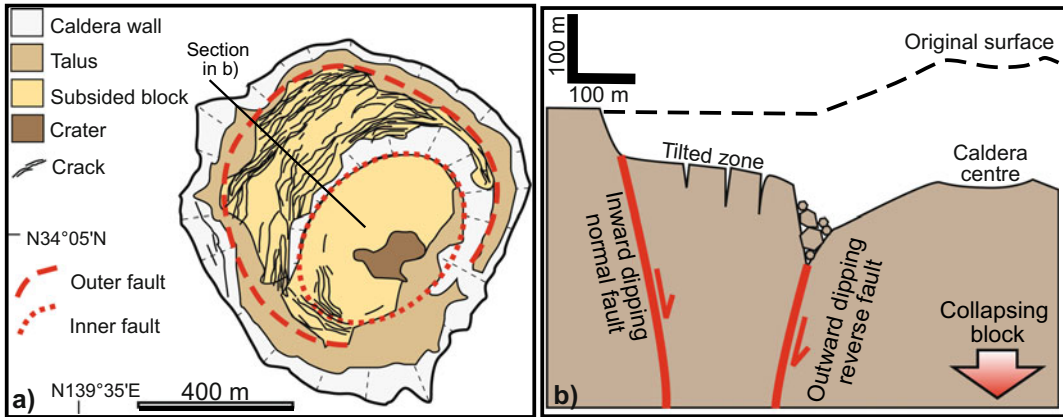 Caldera wall
Talus
Subsided block
Crater
Crack
N34°05'N
Outer fault
Inner fault
N139°35'E
400 m
a)
Section
in b)
100 m
100 m
Original surface
Tilted zone
Caldera
centre
Inward dipping
normal fault
Outward dipping
reverse fault
Collapsing
block
b)